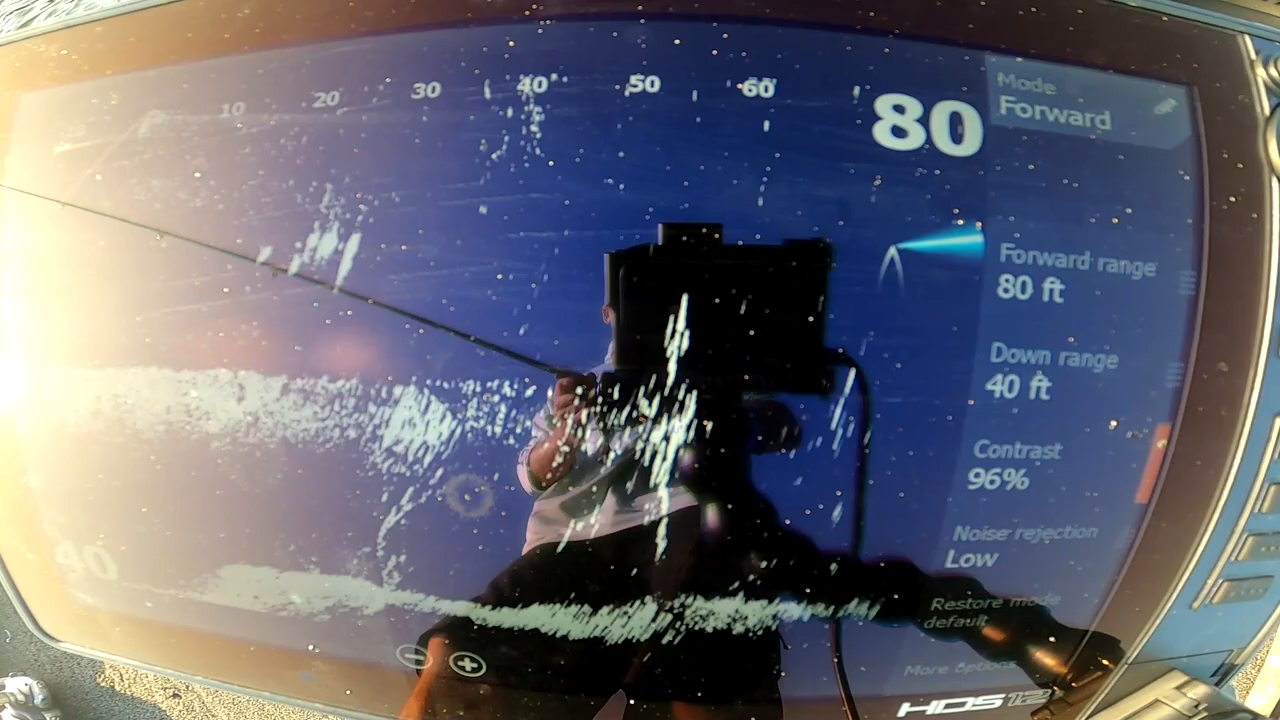 10 20 30 40 50 60 80
Mode
Forward
Forward range
80 ft
Down range
40 ft
Contrast
96%
Noise rejection
Low
40
Restore mode
default
More options
HDS 12